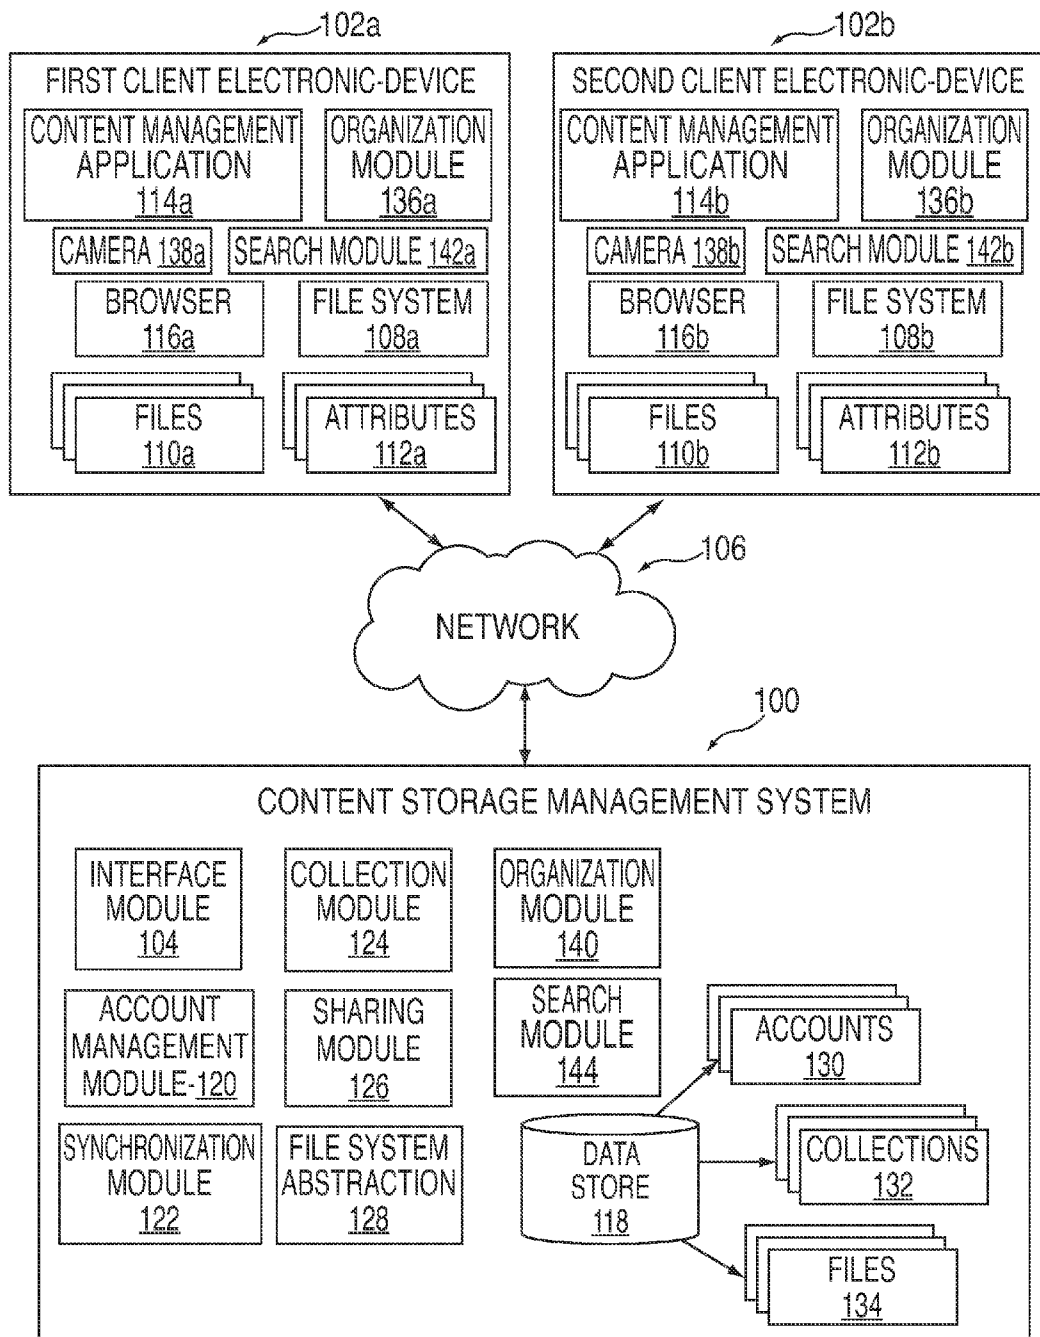 102a
102b
FIRST CLIENT ELECTRONIC-DEVICE
CONTENT MANAGEMENT
APPLICATION
114a
ORGANIZATION
MODULE
136a
CAMERA 138a
SEARCH MODULE 142a
BROWSER
116a
FILE SYSTEM
108a
FILES
110a
ATTRIBUTES
112a
SECOND CLIENT ELECTRONIC-DEVICE
CONTENT MANAGEMENT
APPLICATION
114b
ORGANIZATION
MODULE
136b
CAMERA 138b
SEARCH MODULE 142b
BROWSER
116b
FILE SYSTEM
108b
FILES
110b
ATTRIBUTES
112b
106
NETWORK
100
CONTENT STORAGE MANAGEMENT SYSTEM
INTERFACE
MODULE
104
COLLECTION
MODULE
124
ORGANIZATION
MODULE
140
ACCOUNT
MANAGEMENT
MODULE-120
SHARING
MODULE
126
SEARCH
MODULE
144
ACCOUNTS
130
SYNCHRONIZATION
MODULE
122
FILE SYSTEM
ABSTRACTION
128
DATA
STORE
118
COLLECTIONS
132
FILES
134